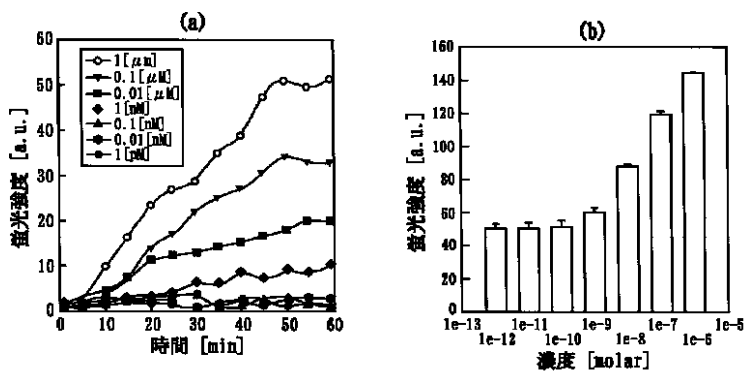 (a)
60
50
40
30
20
10
0
蛍光強度 [a.u.]
1[μm]
0.1[μM]
0.01[μM]
1[nM]
0.1[nM]
0.01[nM]
1[pM]
0 10 20 30 40 50 60
時間 [min]
(b)
160
140
120
100
80
60
40
20
0
蛍光強度 [a.u.]
1e-13 1e-11 1e-9 1e-7 1e-5
1e-12 1e-10 1e-8 1e-6
濃度 [molar]